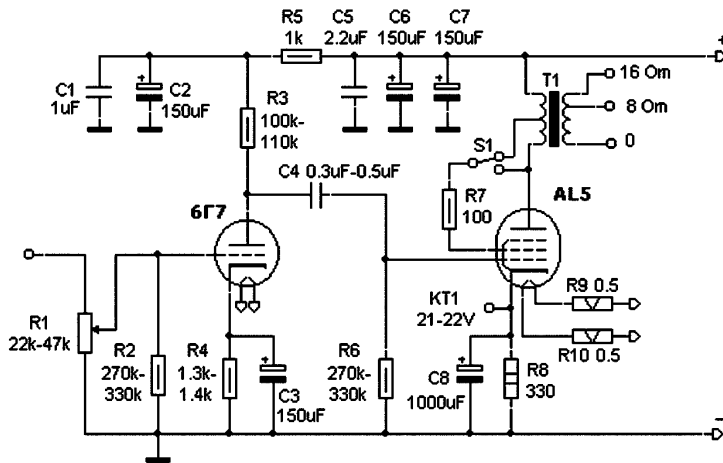 R5 C5 C6 C7
1k 2.2uF 150uF 150uF
+
C1
1uF
C2
150uF
R3
100k-
110k
T1
16 Om
8 Om
0
S1
C4 0.3uF-0.5uF
R7
100
AL5
6Г7
R1
22k-47k
R2
270k-
330k
R4
1.3k-
1.4k
C3
150uF
R6
270k-
330k
KT1
21-22V
C8
1000uF
R8
330
R9 0.5
R10 0.5
−